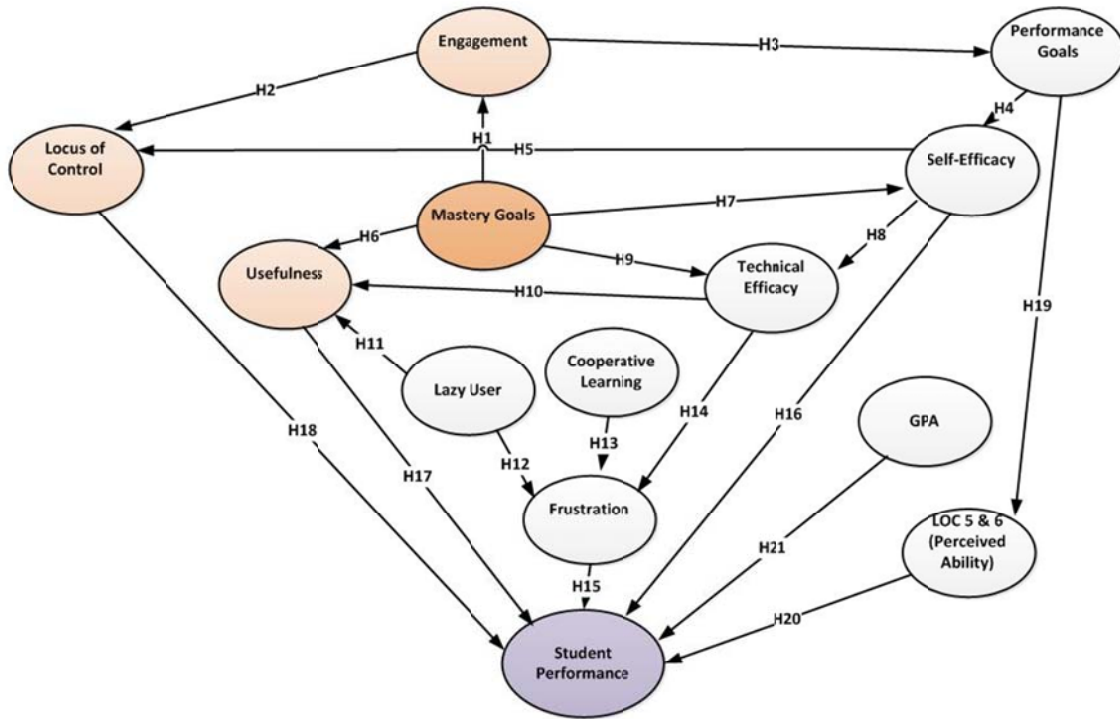 Engagement
H3
Performance
Goals
H2
H1
H4
Locus of
Control
H5
Self-Efficacy
Mastery Goals
H7
H6
H8
H9
Usefulness
Technical
Efficacy
H10
H19
H11
Cooperative
Learning
Lazy User
H14
H16
GPA
H18
H13
H12
H17
Frustration
LOC 5 & 6
(Perceived
Ability)
H21
H15
H20
Student
Performance